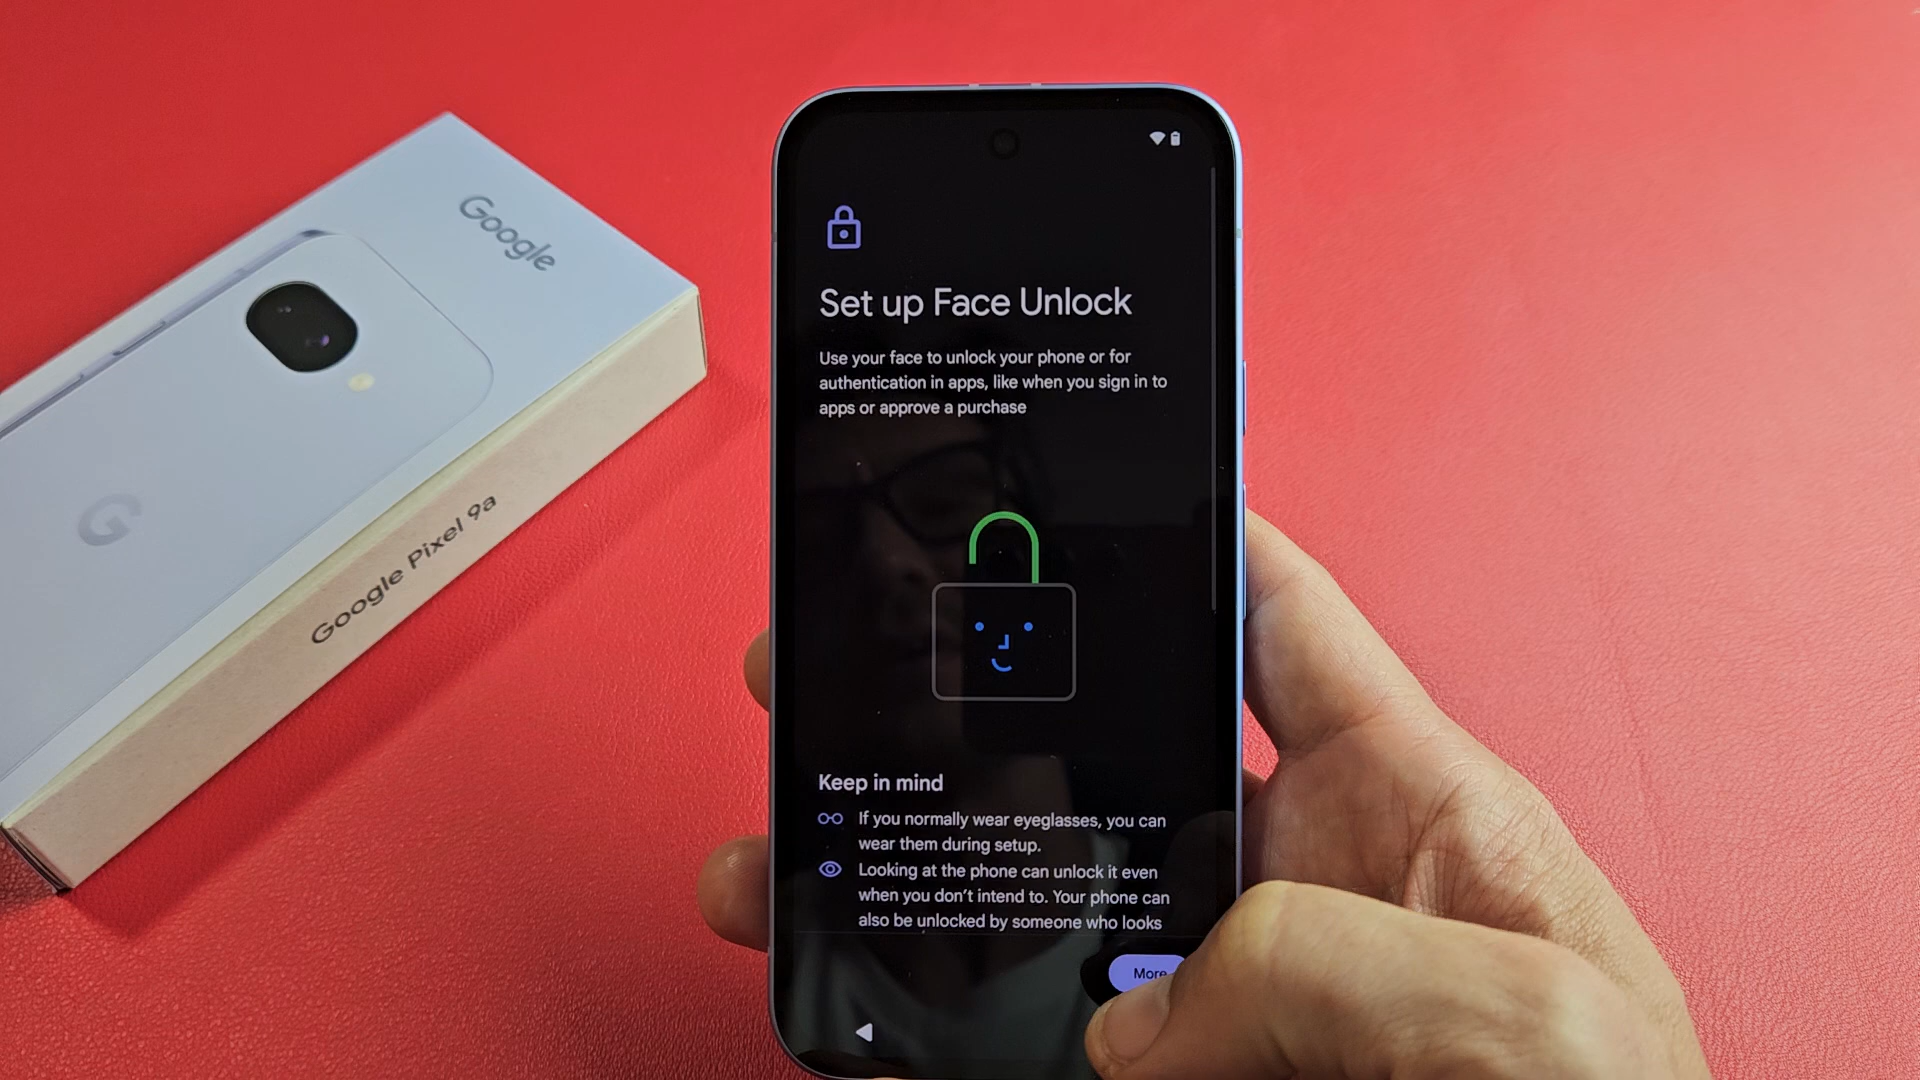 Google
G
Google Pixel 9a
Set up Face Unlock
Use your face to unlock your phone or for
authentication in apps, like when you sign in to
apps or approve a purchase
Keep in mind
If you normally wear eyeglasses, you can
wear them during setup.
Looking at the phone can unlock it even
when you don’t intend to. Your phone can
also be unlocked by someone who looks
More